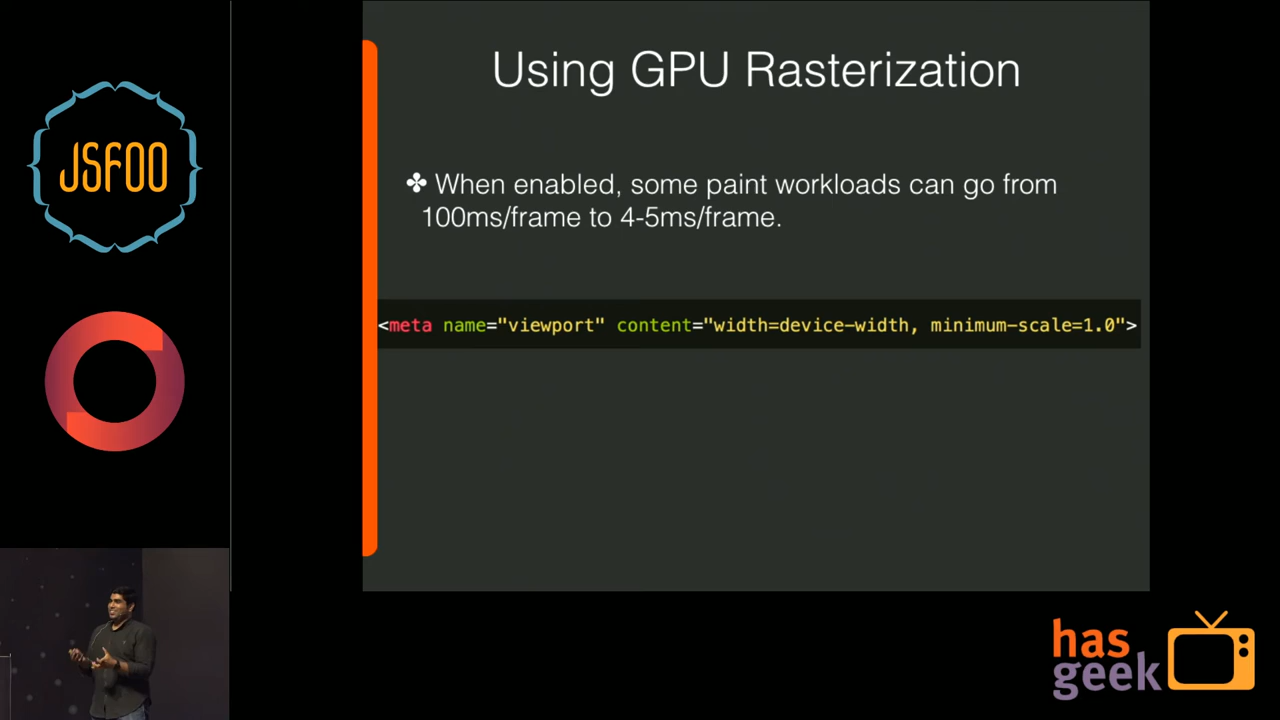 JSFOO
Using GPU Rasterization
✤ When enabled, some paint workloads can go from
100ms/frame to 4-5ms/frame.
<meta name="viewport" content="width=device-width, minimum-scale=1.0">
has
geek